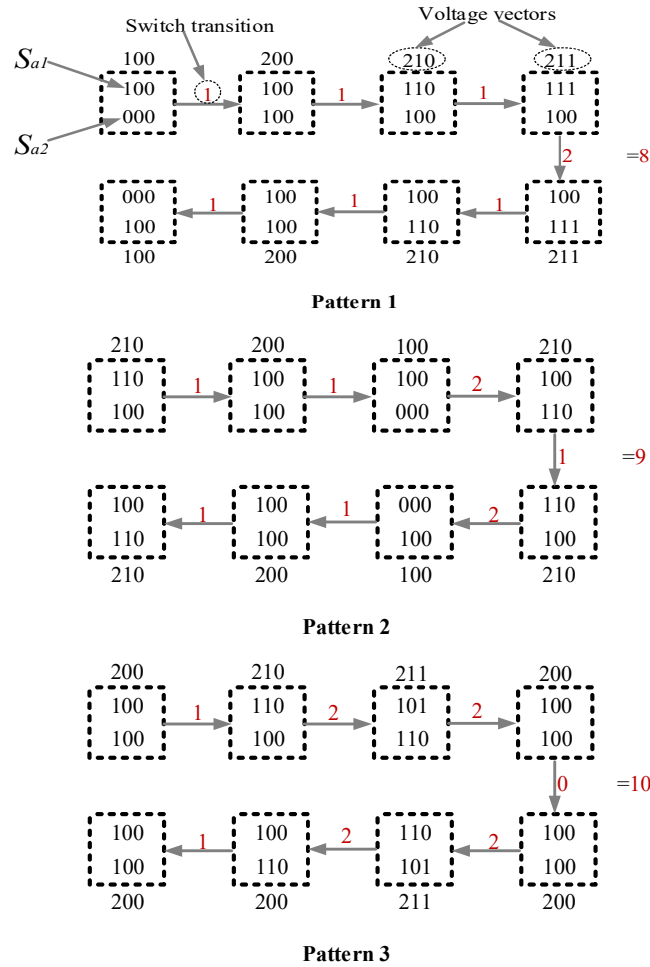 Switch transition
Voltage vectors
Sa1
Sa2
100 200 210 211
100 1 100 1 110 1 111
000 100 100 100
2 =8
000 1 100 1 100 1 100
100 100 110 111
100 200 210 211
Pattern 1
210 200 100 210
110 1 100 1 100 2 100
100 100 000 110
1 =9
100 1 100 1 000 2 110
110 100 100 100
210 200 100 210
Pattern 2
200 210 211 200
100 1 110 2 101 2 100
100 100 110 100
0 =10
100 1 100 2 110 2 100
100 110 101 100
200 200 211 200
Pattern 3